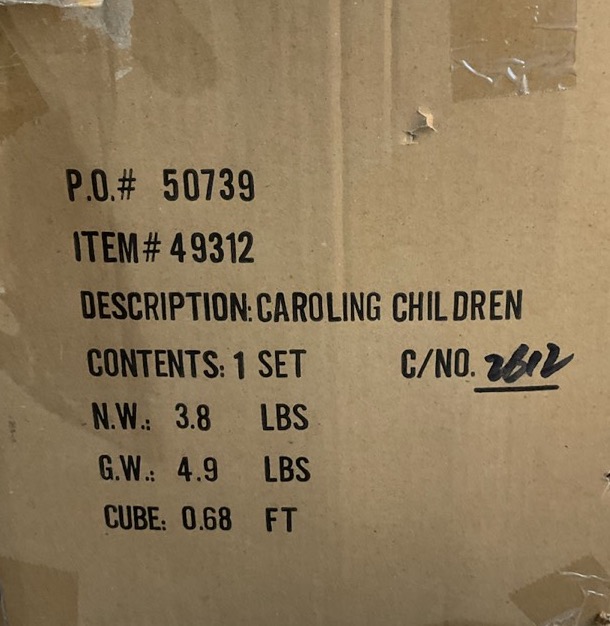 P.O.# 50739
ITEM# 49312
DESCRIPTION: CAROLING CHILDREN
CONTENTS: 1 SET C/NO. 2612
N.W.: 3.8 LBS
G.W.: 4.9 LBS
CUBE: 0.68 FT